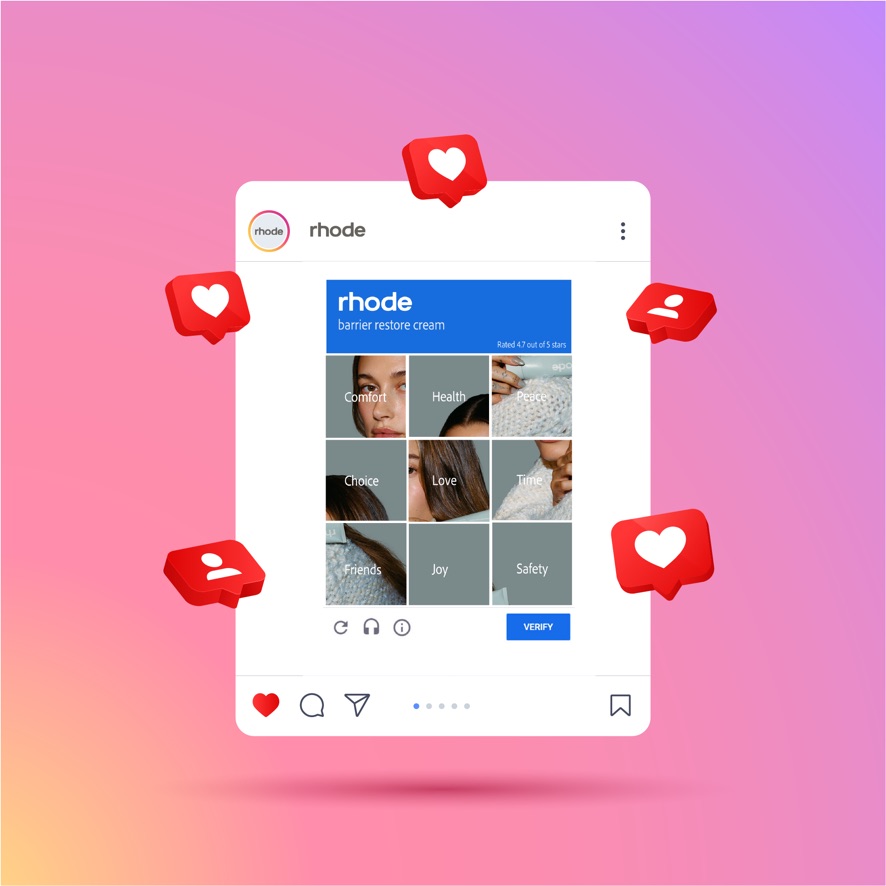 rhode
rhode
rhode
barrier restore cream
Rated 4.7 out of 5 stars
Comfort
Health
Peace
Choice
Love
Time
Friends
Joy
Safety
VERIFY